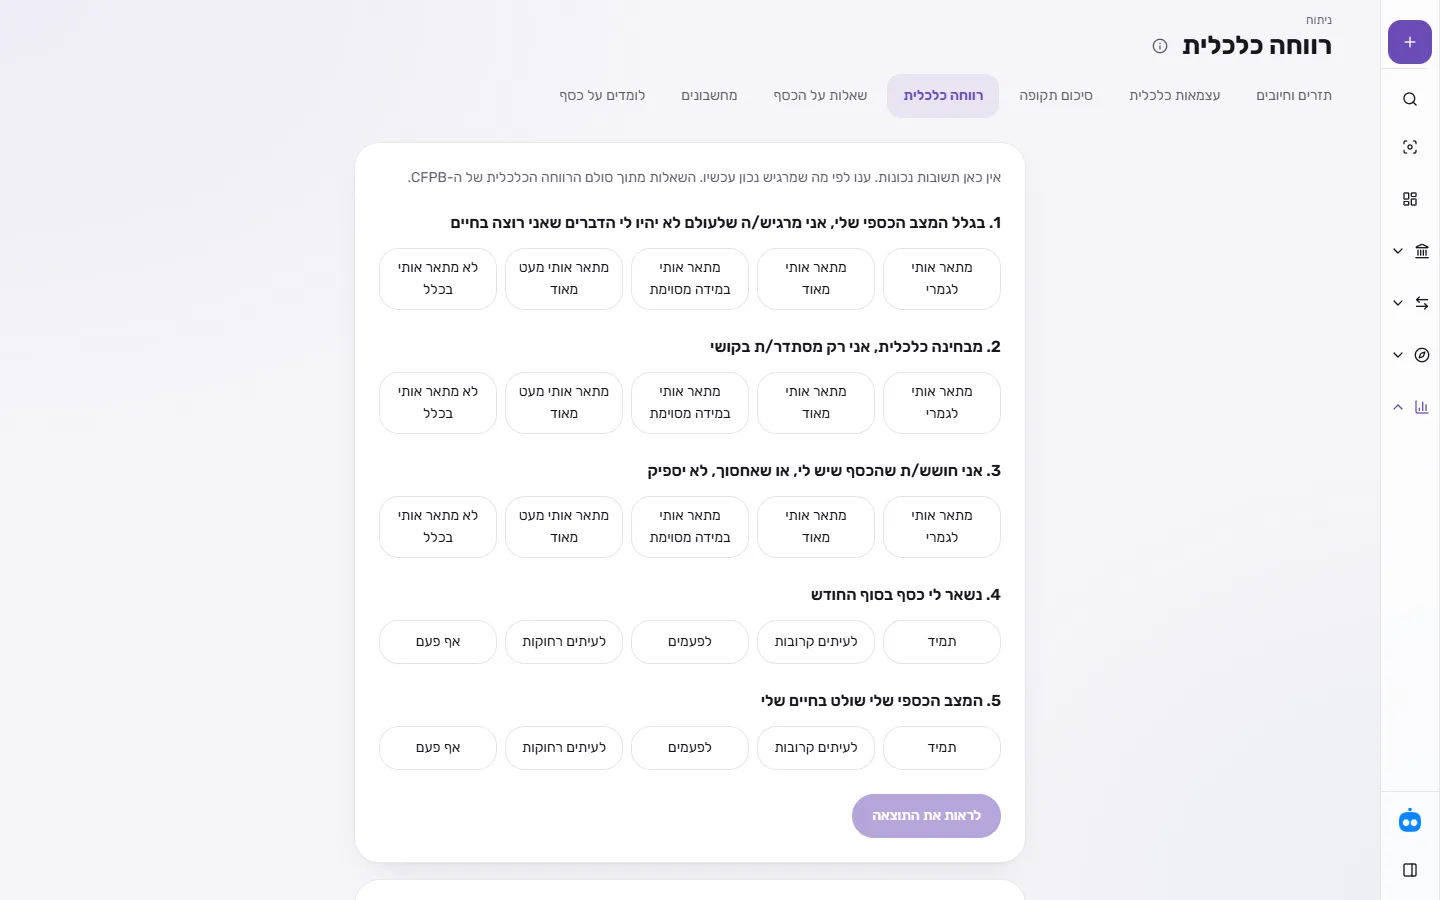 ניתוח
רווחה כלכלית
תזרים וחיובים
עצמאות כלכלית
סיכום תקופה
רווחה כלכלית
שאלות על הכסף
מחשבונים
לומדים על כסף
אין כאן תשובות נכונות. ענו לפי מה שמרגיש נכון עכשיו. השאלות מתוך סולם הרווחה הכלכלית של ה-CFPB.
1. בגלל המצב הכספי שלי, אני מרגיש/ה שלעולם לא יהיו לי הדברים שאני רוצה בחיים
מתאר אותי
לגמרי
מתאר אותי
מאוד
מתאר אותי
במידה מסוימת
מתאר אותי מעט
מאוד
לא מתאר אותי
בכלל
2. מבחינה כלכלית, אני רק מסתדר/ת בקושי
מתאר אותי
לגמרי
מתאר אותי
מאוד
מתאר אותי
במידה מסוימת
מתאר אותי מעט
מאוד
לא מתאר אותי
בכלל
3. אני חושש/ת שהכסף שיש לי, או שאחסוך, לא יספיק
מתאר אותי
לגמרי
מתאר אותי
מאוד
מתאר אותי
במידה מסוימת
מתאר אותי מעט
מאוד
לא מתאר אותי
בכלל
4. נשאר לי כסף בסוף החודש
תמיד
לעיתים קרובות
לפעמים
לעיתים רחוקות
אף פעם
5. המצב הכספי שלי שולט בחיים שלי
תמיד
לעיתים קרובות
לפעמים
לעיתים רחוקות
אף פעם
לראות את התוצאה